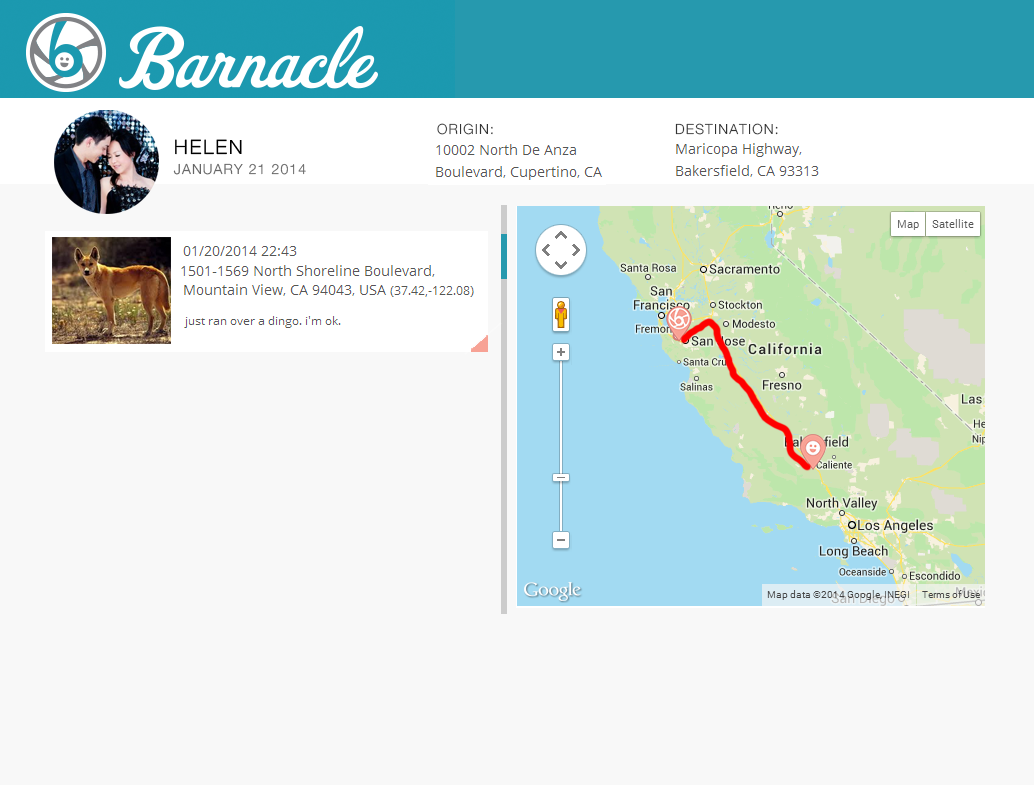 Barnacle
HELEN
JANUARY 21 2014
ORIGIN:
10002 North De Anza
Boulevard, Cupertino, CA
DESTINATION:
Maricopa Highway,
Bakersfield, CA 93313
01/20/2014 22:43
1501-1569 North Shoreline Boulevard,
Mountain View, CA 94043, USA (37.42,-122.08)
just ran over a dingo. i'm ok.
Map Satellite
Santa Rosa
Sacramento
San
Francisco
Stockton
Fremon
Modesto
San Jose
California
Santa Cru
Salinas
Fresno
Las
He
Nip
Bakersfield
Caliente
North Valley
Los Angeles
Long Beach
Oceanside
Escondido
San Diego
Google
Map data ©2014 Google, INEGI
Terms of Use